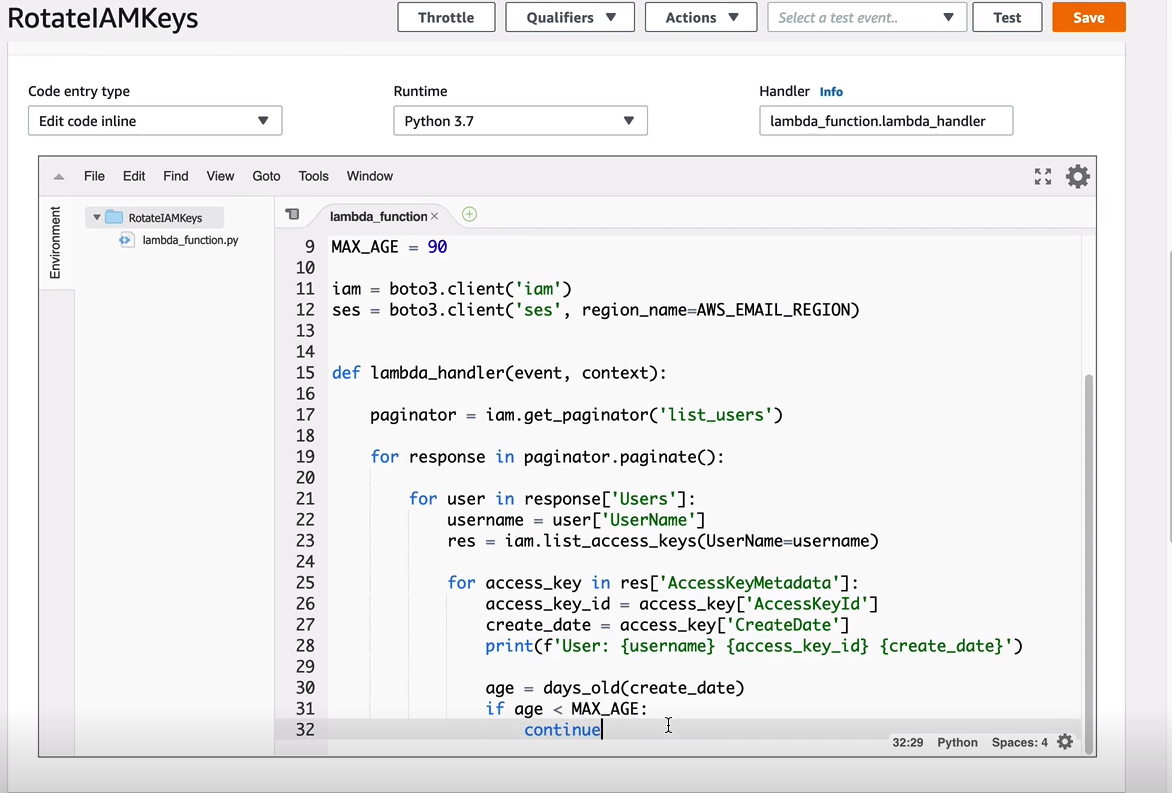 RotateIAMKeys
Throttle
Qualifiers
Actions
Select a test event..
Test
Save
Code entry type
Runtime
Handler Info
Edit code inline
Python 3.7
lambda_function.lambda_handler
File Edit Find View Goto Tools Window
Environment
RotateIAMKeys
lambda_function.py
lambda_function
9 MAX_AGE = 90
10
11 iam = boto3.client('iam')
12 ses = boto3.client('ses', region_name=AWS_EMAIL_REGION)
13
14
15 def lambda_handler(event, context):
16
17     paginator = iam.get_paginator('list_users')
18
19     for response in paginator.paginate():
20
21         for user in response['Users']:
22             username = user['UserName']
23             res = iam.list_access_keys(UserName=username)
24
25             for access_key in res['AccessKeyMetadata']:
26                 access_key_id = access_key['AccessKeyId']
27                 create_date = access_key['CreateDate']
28                 print(f'User: {username} {access_key_id} {create_date}')
29
30                 age = days_old(create_date)
31                 if age < MAX_AGE:
32                     continue
32:29 Python Spaces: 4